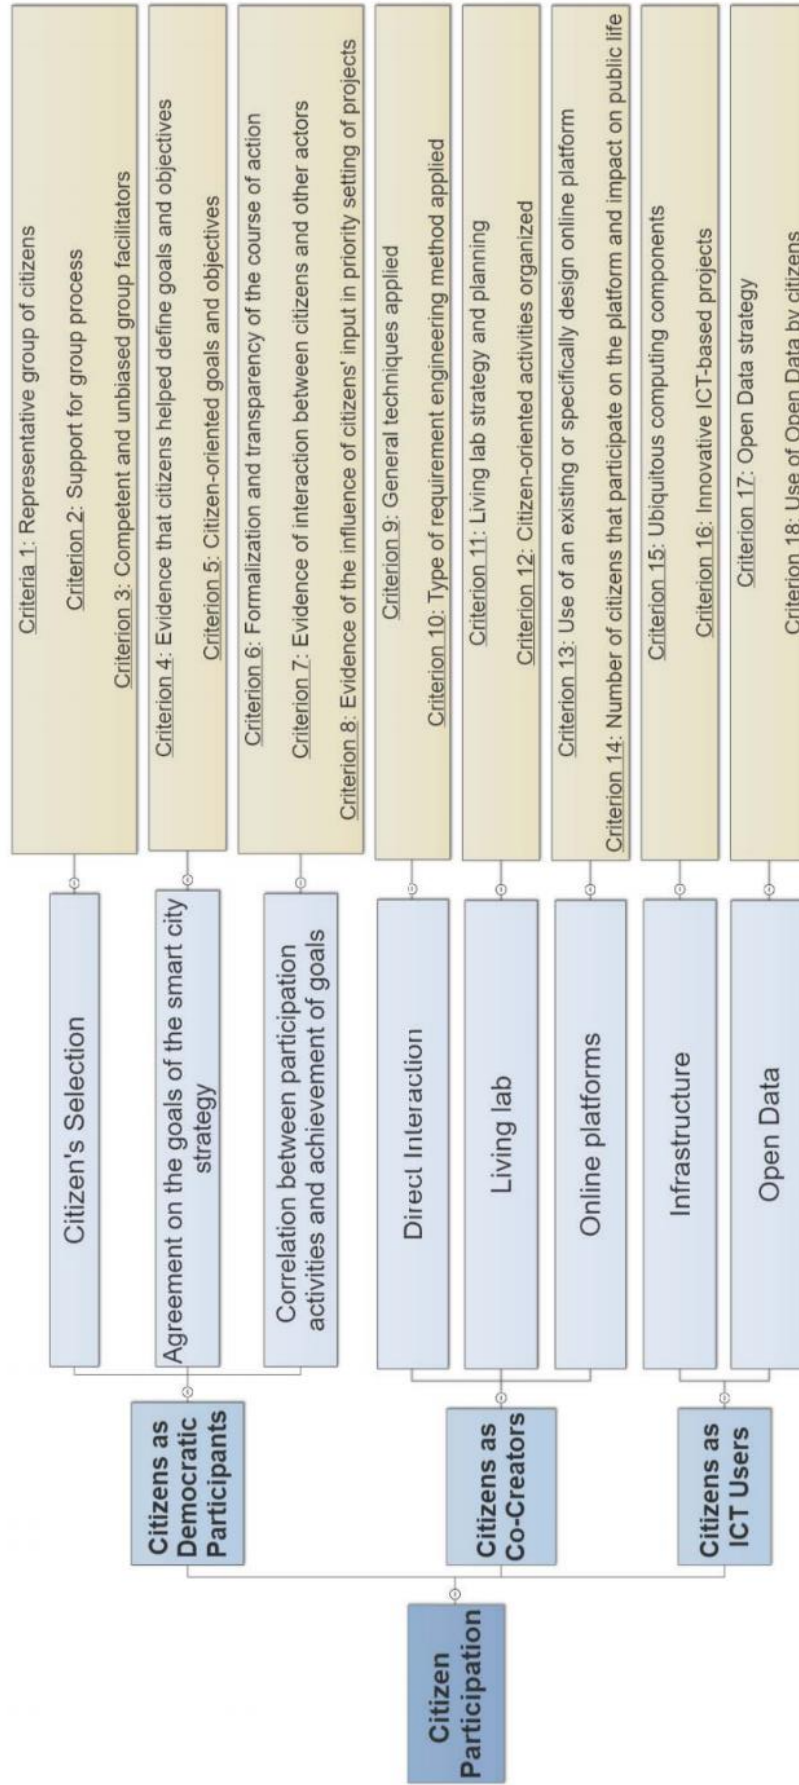 Citizen
Participation
Citizens as
Democratic
Participants
Citizen's Selection
Criteria 1: Representative group of citizens
Criterion 2: Support for group process
Criterion 3: Competent and unbiased group facilitators
Agreement on the goals of the smart city
strategy
Criterion 4: Evidence that citizens helped define goals and objectives
Criterion 5: Citizen-oriented goals and objectives
Correlation between participation
activities and achievement of goals
Criterion 6: Formalization and transparency of the course of action
Criterion 7: Evidence of interaction between citizens and other actors
Criterion 8: Evidence of the influence of citizens' input in priority setting of projects
Citizens as
Co-Creators
Direct Interaction
Criterion 9: General techniques applied
Criterion 10: Type of requirement engineering method applied
Living lab
Criterion 11: Living lab strategy and planning
Criterion 12: Citizen-oriented activities organized
Online platforms
Criterion 13: Use of an existing or specifically design online platform
Criterion 14: Number of citizens that participate on the platform and impact on public life
Citizens as
ICT Users
Infrastructure
Criterion 15: Ubiquitous computing components
Criterion 16: Innovative ICT-based projects
Open Data
Criterion 17: Open Data strategy
Criterion 18: Use of Open Data by citizens